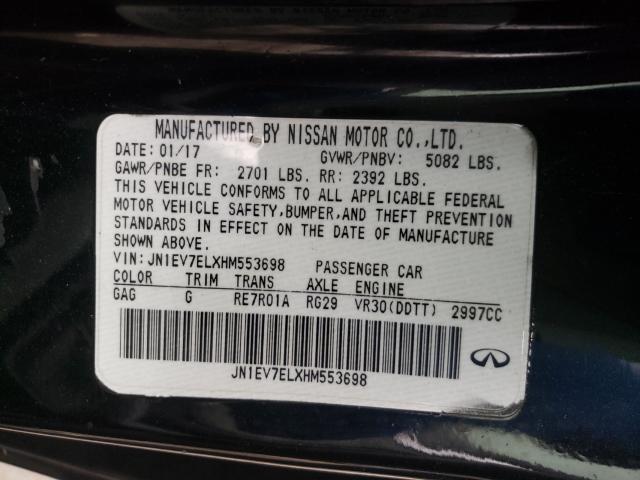 MANUFACTURED BY NISSAN MOTOR CO.,LTD.
DATE: 01/17 GVWR/PNBV: 5082 LBS.
GAWR/PNBE FR: 2701 LBS. RR: 2392 LBS.
THIS VEHICLE CONFORMS TO ALL APPLICABLE FEDERAL
MOTOR VEHICLE SAFETY,BUMPER,AND THEFT PREVENTION
STANDARDS IN EFFECT ON THE DATE OF MANUFACTURE
SHOWN ABOVE.
VIN:JN1EV7ELXHM553698 PASSENGER CAR
COLOR TRIM TRANS AXLE ENGINE
GAG G RE7R01A RG29 VR30(DDTT) 2997CC
JN1EV7ELXHM553698